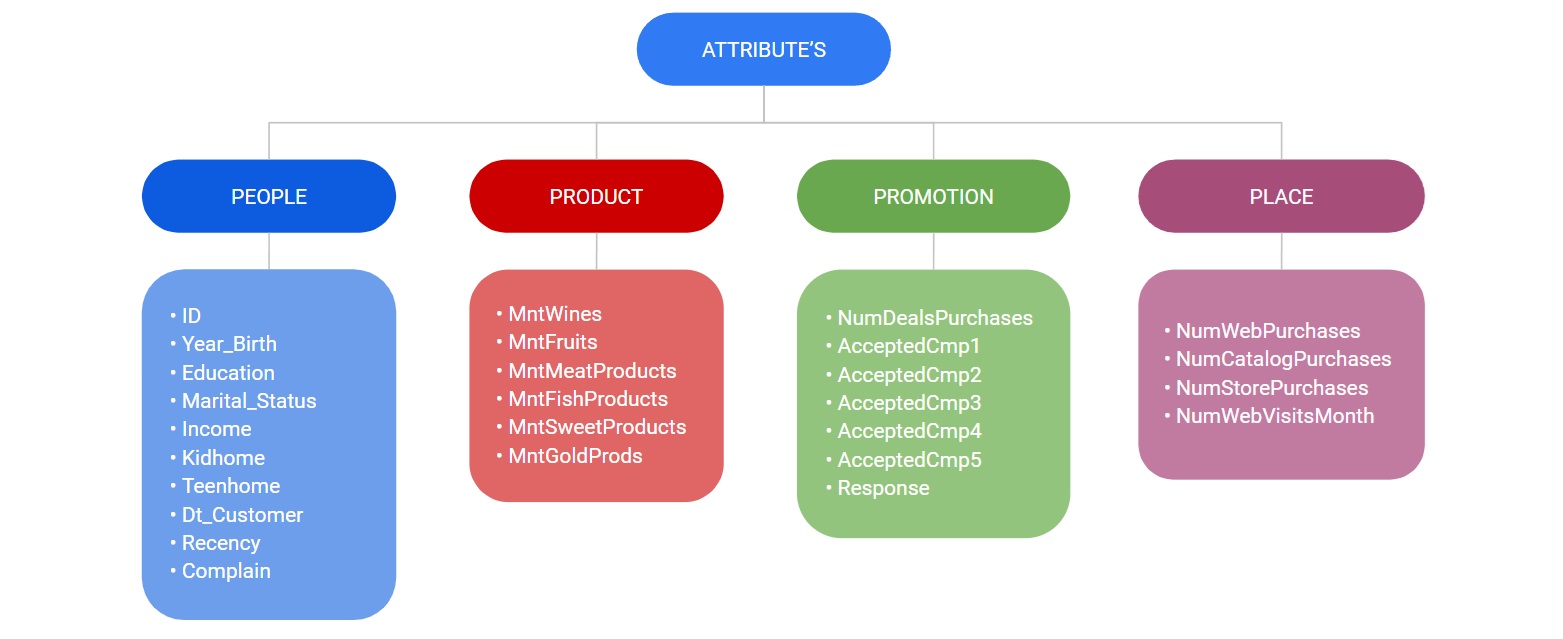 ATTRIBUTE’S
PEOPLE
• ID
• Year_Birth
• Education
• Marital_Status
• Income
• Kidhome
• Teenhome
• Dt_Customer
• Recency
• Complain
PRODUCT
• MntWines
• MntFruits
• MntMeatProducts
• MntFishProducts
• MntSweetProducts
• MntGoldProds
PROMOTION
• NumDealsPurchases
• AcceptedCmp1
• AcceptedCmp2
• AcceptedCmp3
• AcceptedCmp4
• AcceptedCmp5
• Response
PLACE
• NumWebPurchases
• NumCatalogPurchases
• NumStorePurchases
• NumWebVisitsMonth